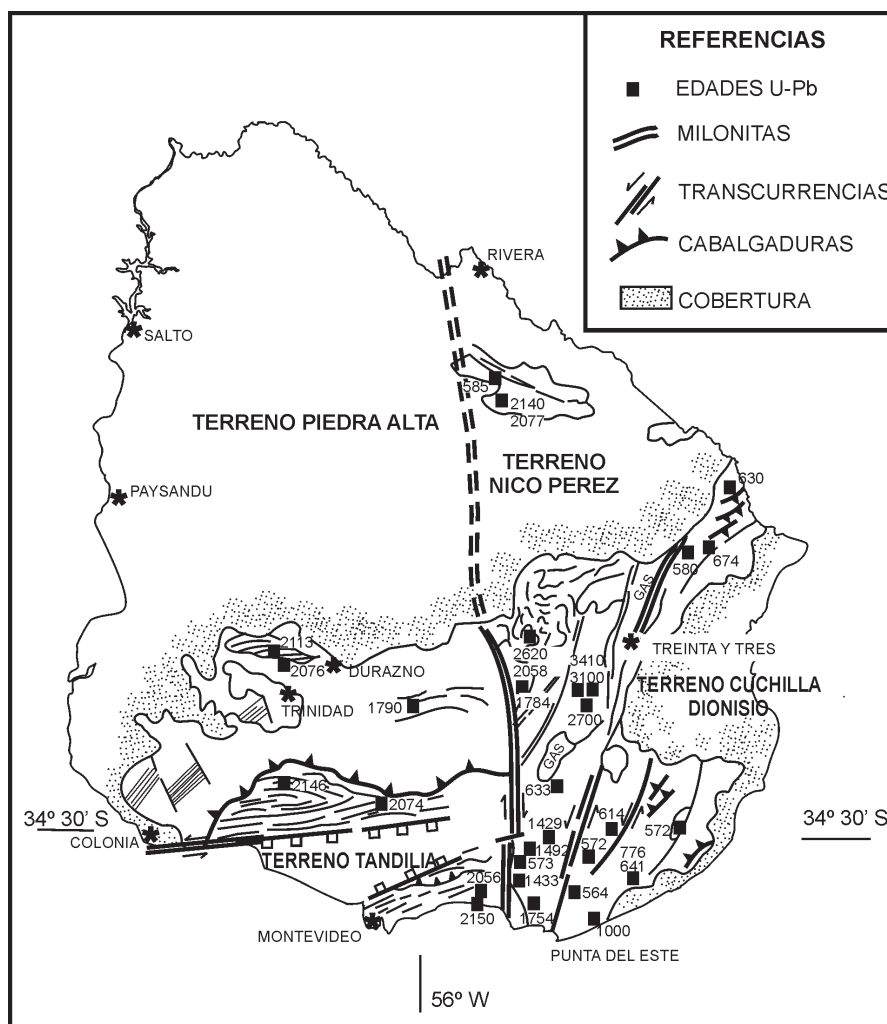 REFERENCIAS
EDADES U-Pb
MILONITAS
TRANSCURRENCIAS
CABALGADURAS
COBERTURA
RIVERA
SALTO
585
2140
2077
TERRENO PIEDRA ALTA
TERRENO
NICO PEREZ
PAYSANDU
630
674
580
GAS
2113
2076
DURAZNO
TRINIDAD
1790
2620
2058
1784
3410
3100
2700
TREINTA Y TRES
TERRENO CUCHILLA
DIONISIO
GAS
2146
2074
633
34º 30’ S
34º 30’ S
COLONIA
TERRENO TANDILIA
1429
1492
573
1433
614
572
572
776
641
564
2056
2150
1754
1000
MONTEVIDEO
PUNTA DEL ESTE
56º W